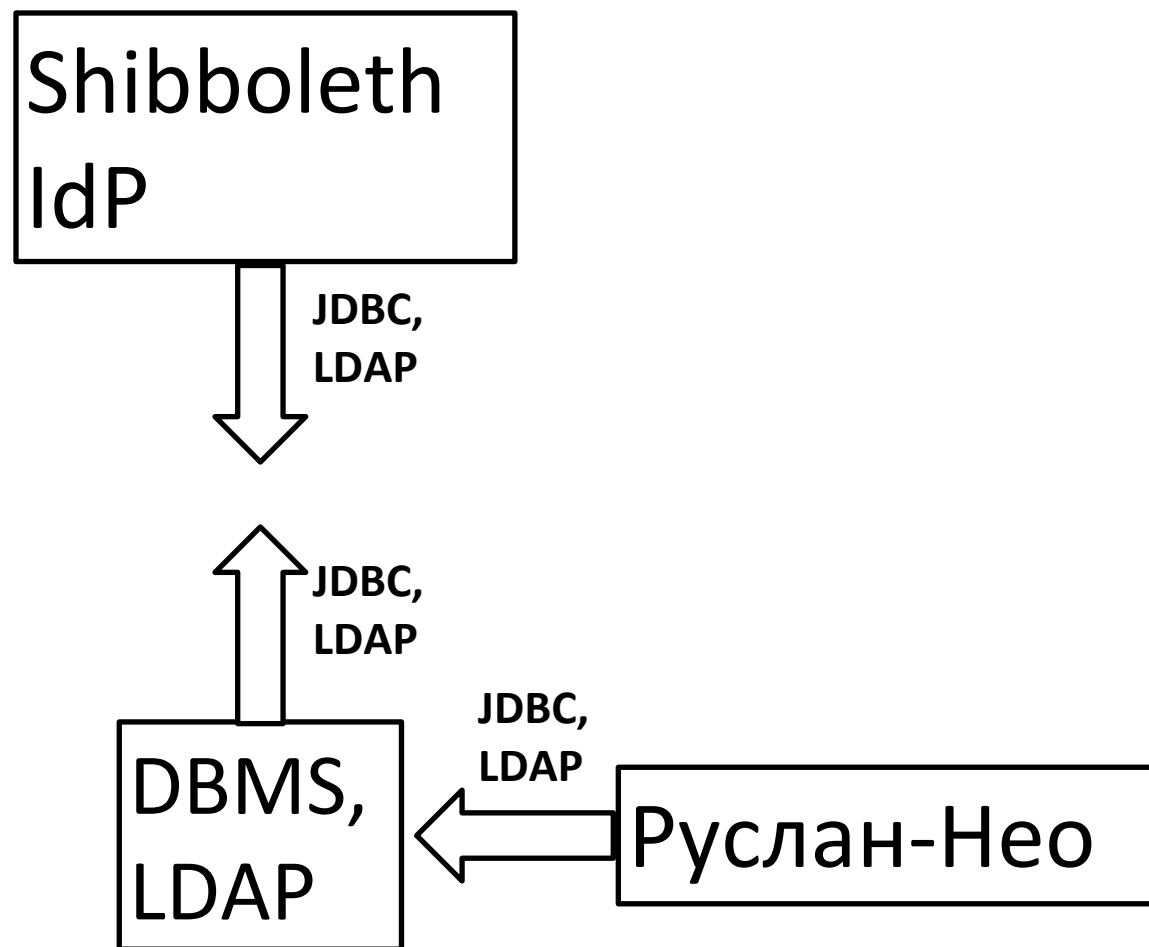 Shibboleth
IdP
JDBC,
LDAP
JDBC,
LDAP
JDBC,
LDAP
DBMS,
LDAP
Руслан-Нео